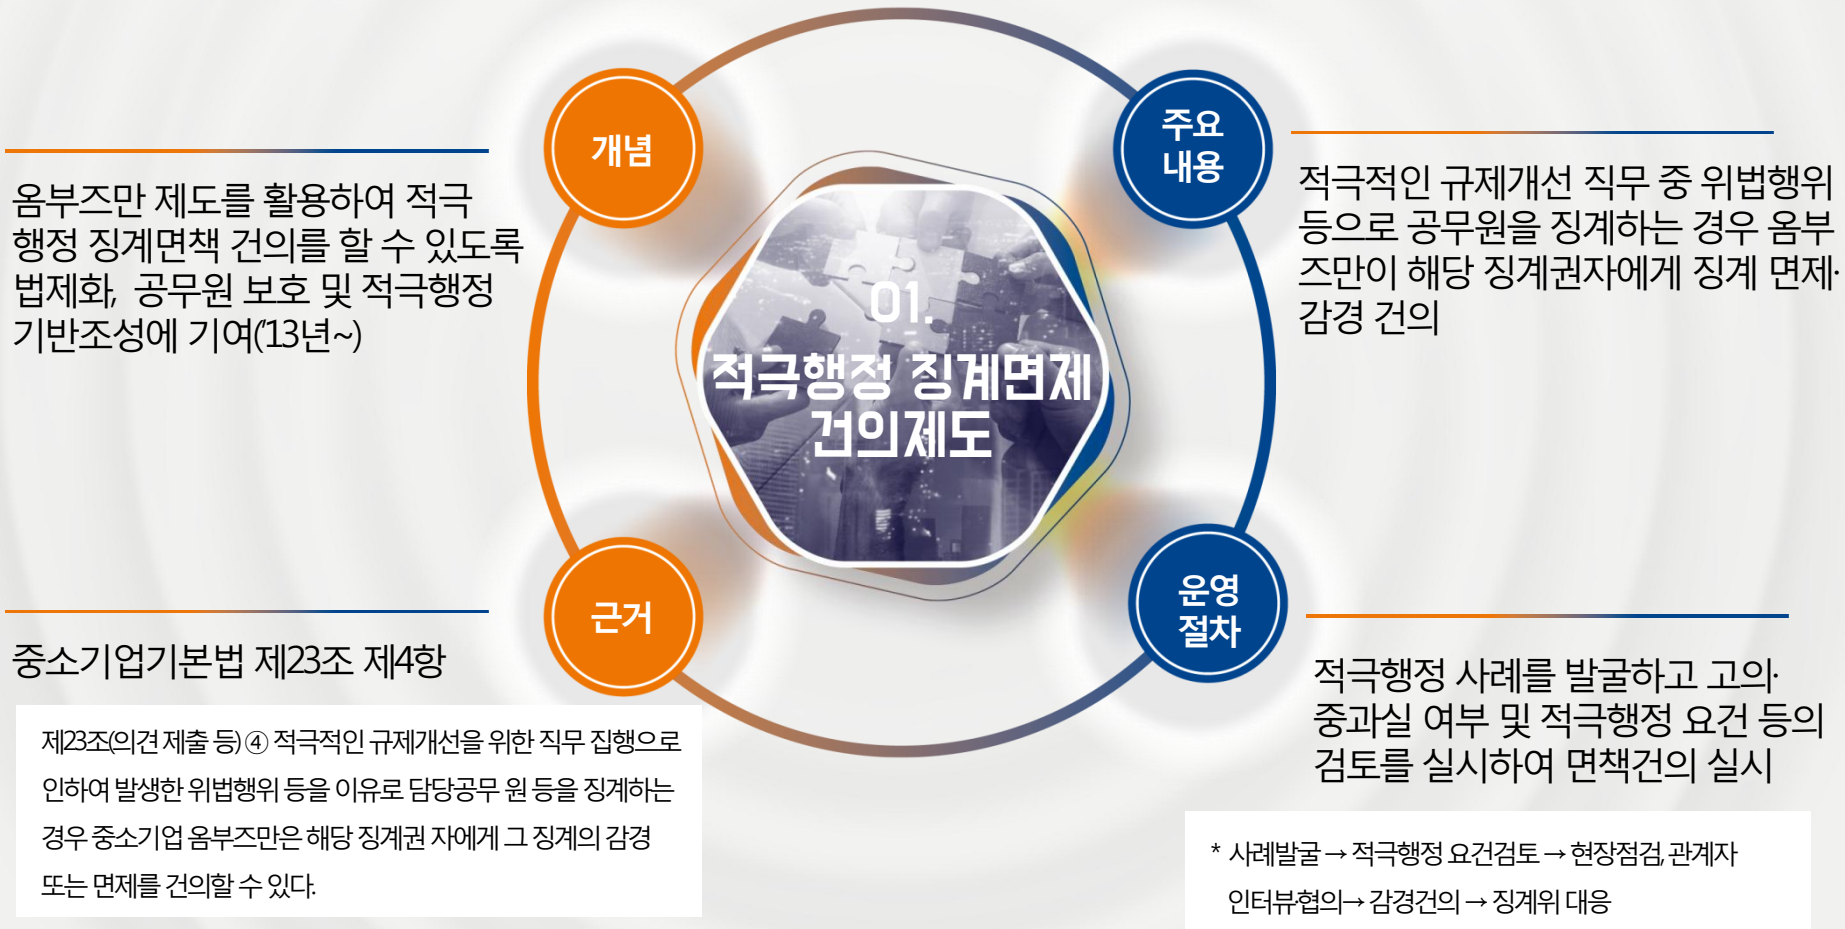 개념
옴부즈만 제도를 활용하여 적극
행정 징계면책 건의를 할 수 있도록
법제화, 공무원 보호 및 적극행정
기반조성에 기여('13년~)
주요
내용
적극적인 규제개선 직무 중 위법행위
등으로 공무원을 징계하는 경우 옴부
즈만이 해당 징계권자에게 징계 면제·
감경 건의
01.
적극행정 징계면제
건의제도
근거
중소기업기본법 제23조 제4항
제23조(의견 제출 등) ④ 적극적인 규제개선을 위한 직무 집행으로
인하여 발생한 위법행위 등을 이유로 담당공무 원 등을 징계하는
경우 중소기업 옴부즈만은 해당 징계권 자에게 그 징계의 감경
또는 면제를 건의할 수 있다.
운영
절차
적극행정 사례를 발굴하고 고의·
중과실 여부 및 적극행정 요건 등의
검토를 실시하여 면책건의 실시
* 사례발굴 → 적극행정 요건검토 → 현장점검, 관계자
인터뷰·협의→ 감경건의 → 징계위 대응